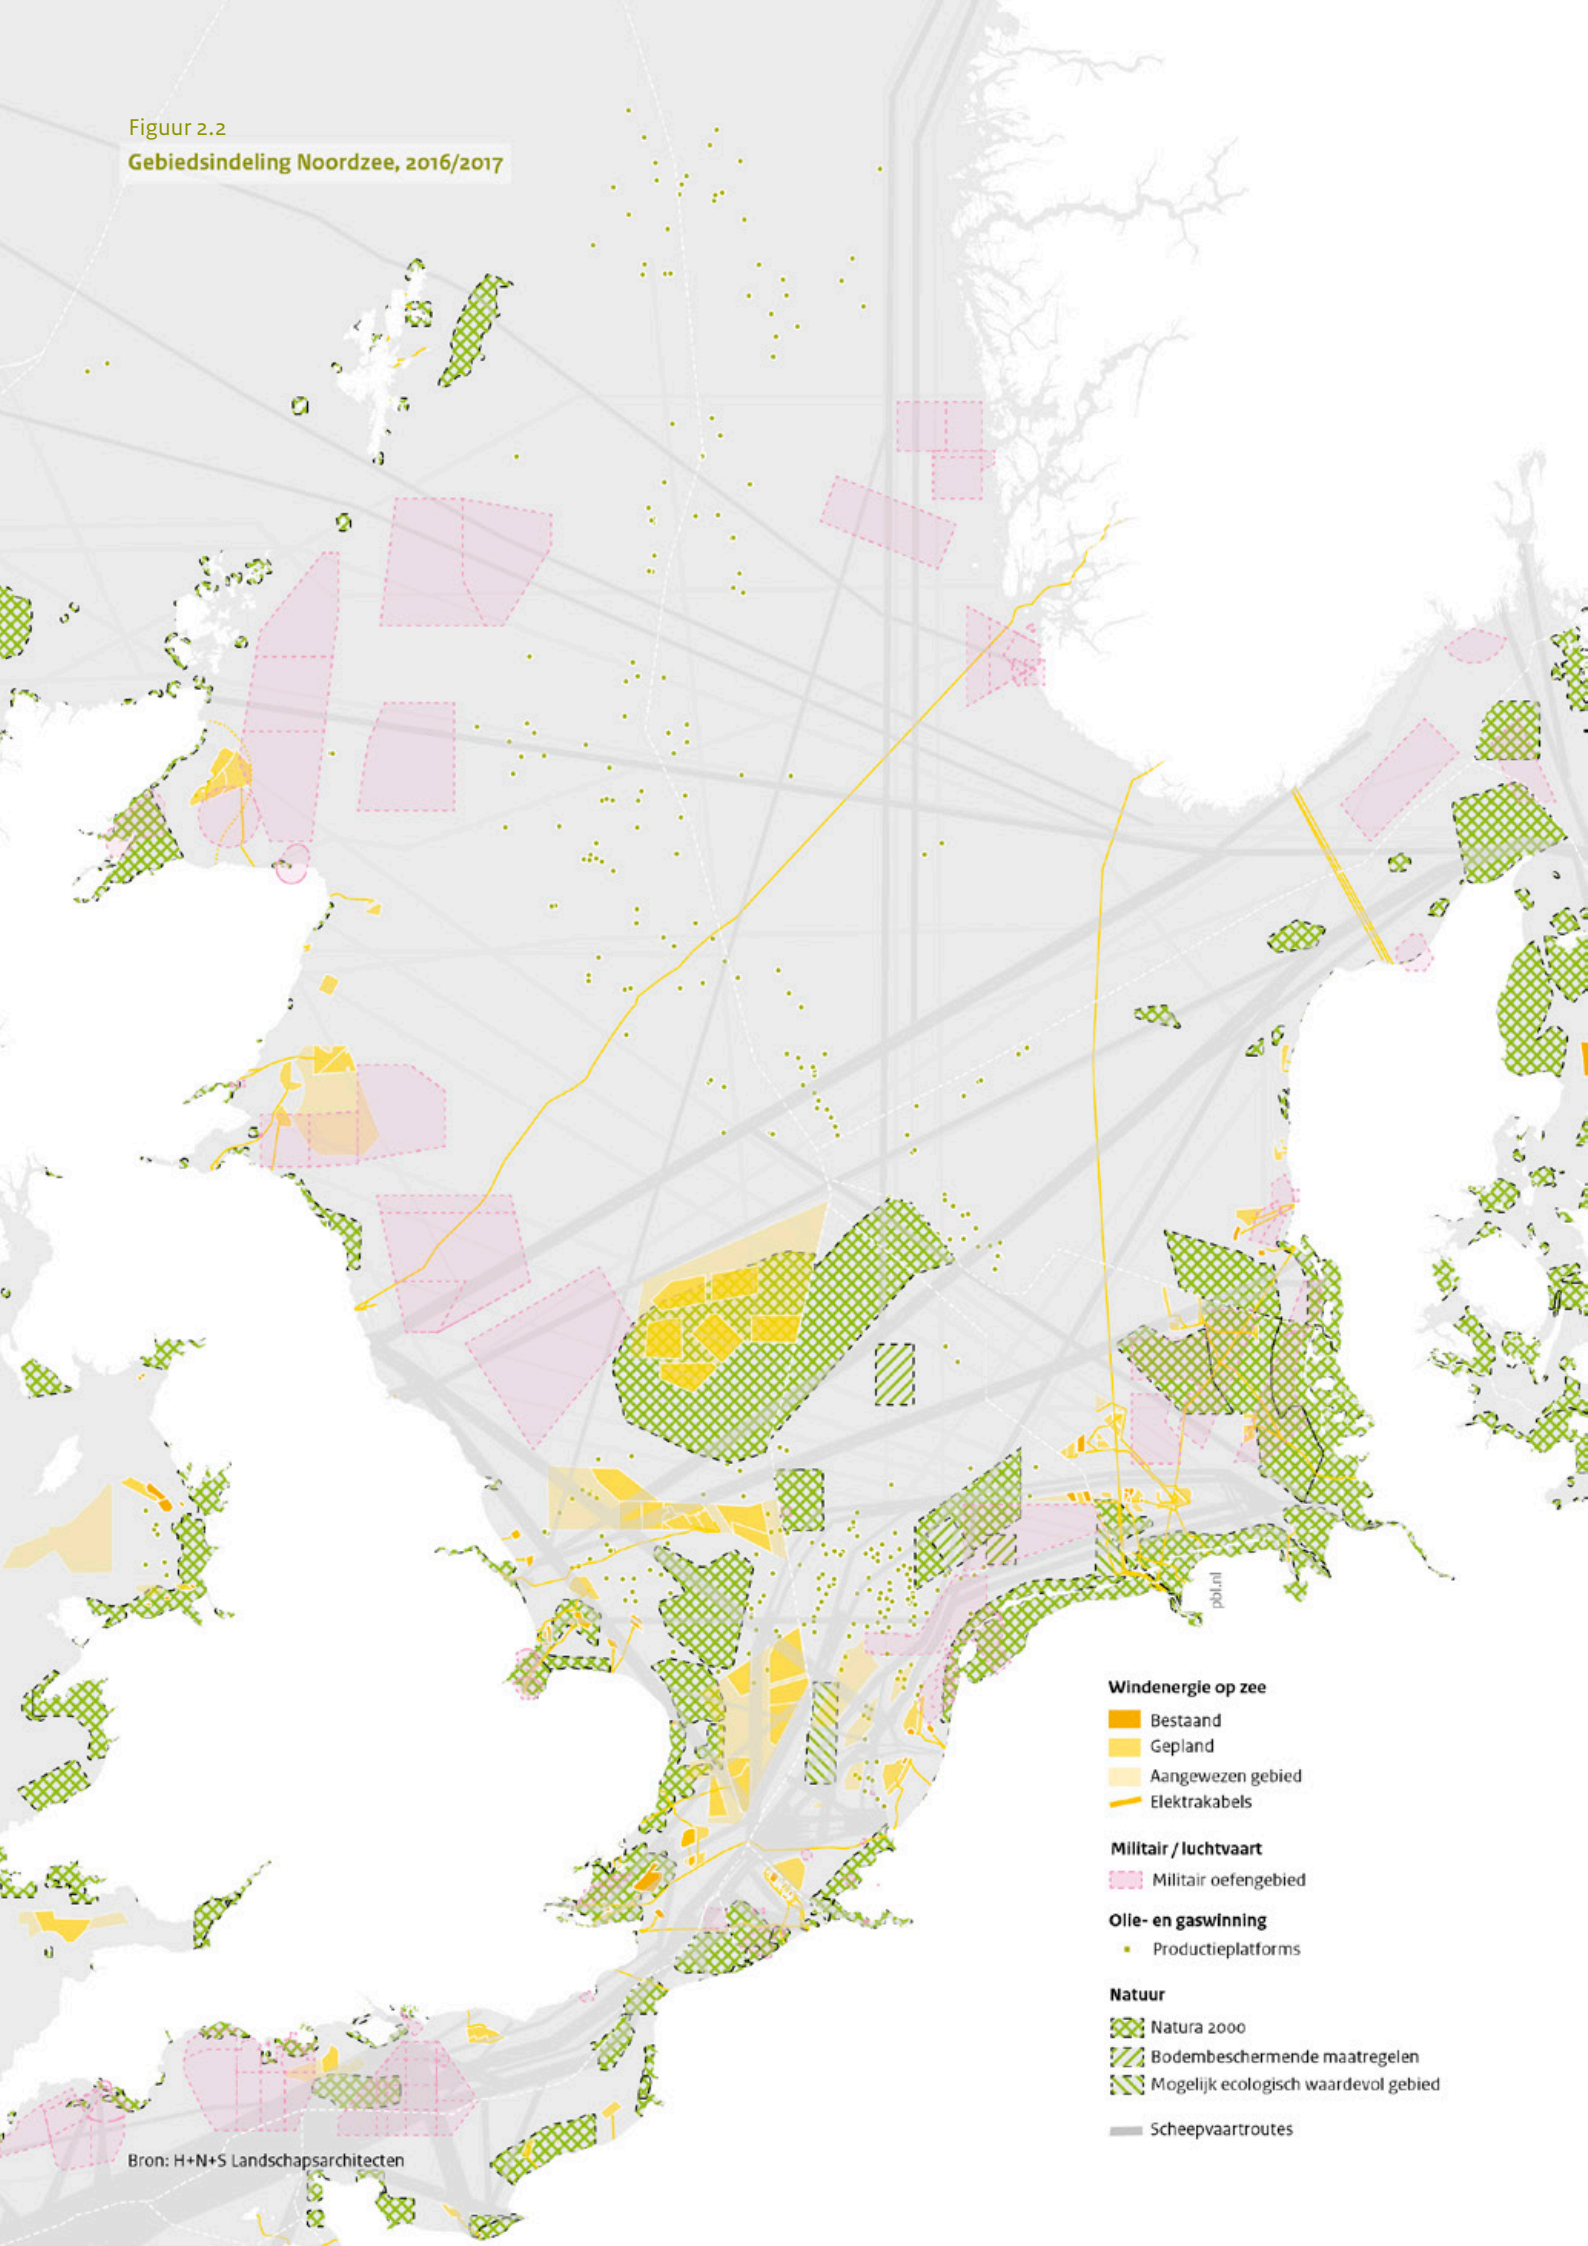 Figuur 2.2
Gebiedsindeling Noordzee, 2016/2017
pbl.nl
Windenergie op zee
Bestaand
Gepland
Aangewezen gebied
Elektrakabels
Militair / luchtvaart
Militair oefengebied
Olie- en gaswinning
Productieplatforms
Natuur
Natura 2000
Bodembeschermende maatregelen
Mogelijk ecologisch waardevol gebied
Scheepvaartroutes
Bron: H+N+S Landschapsarchitecten